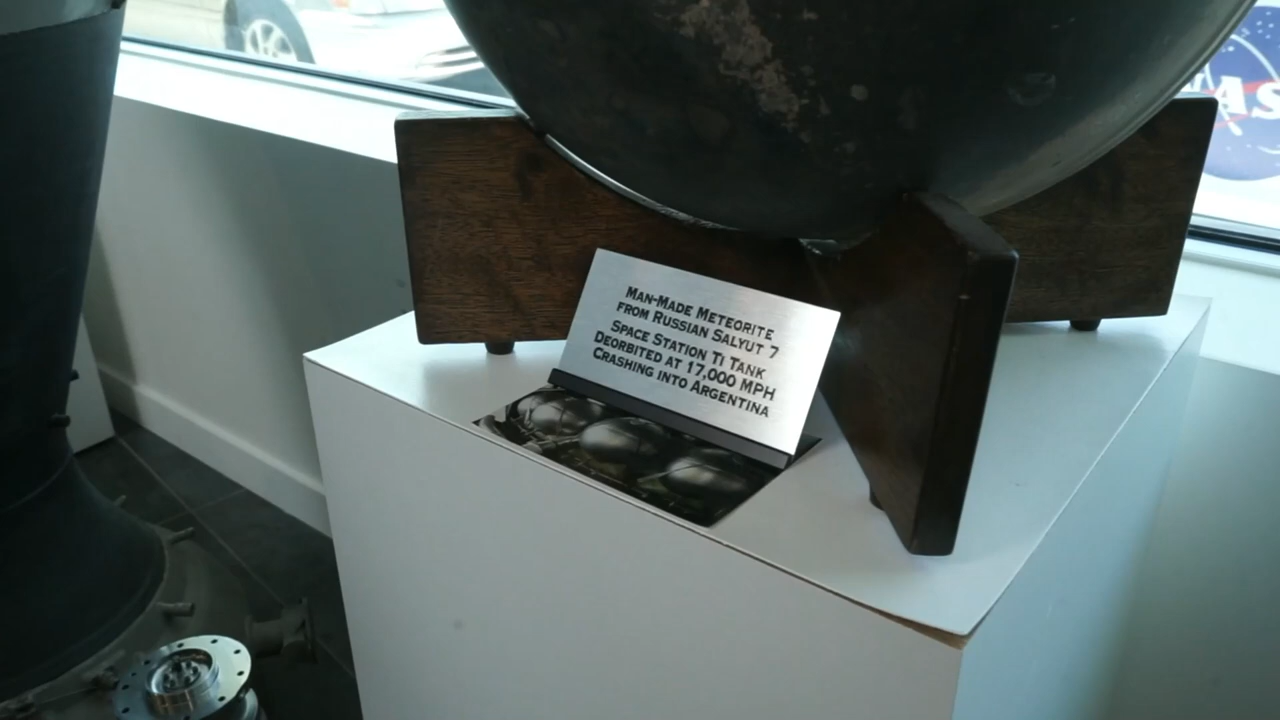 MAN-MADE METEORITE
FROM RUSSIAN SALYUT 7
SPACE STATION TI TANK
DEORBITED AT 17,000 MPH
CRASHING INTO ARGENTINA
NAS